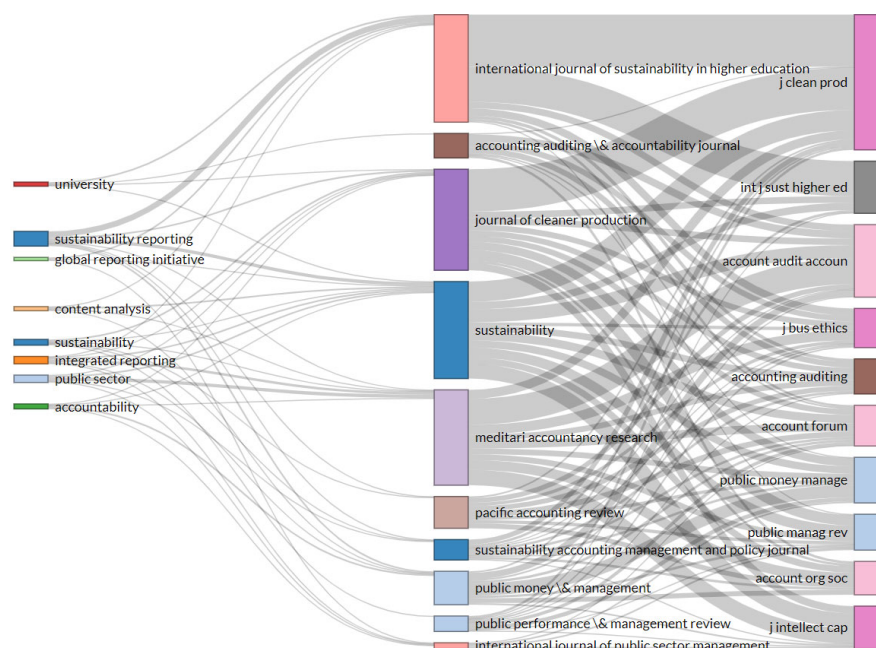 university
sustainability reporting
global reporting initiative
content analysis
sustainability
integrated reporting
public sector
accountability
international journal of sustainability in higher education
accounting auditing \& accountability journal
journal of cleaner production
sustainability
meditari accountancy research
pacific accounting review
sustainability accounting management and policy journal
public money \& management
public performance \& management review
international journal of public sector management
j clean prod
int j sust higher ed
account audit accoun
j bus ethics
accounting auditing
account forum
public money manage
public manag rev
account org soc
j intellect cap